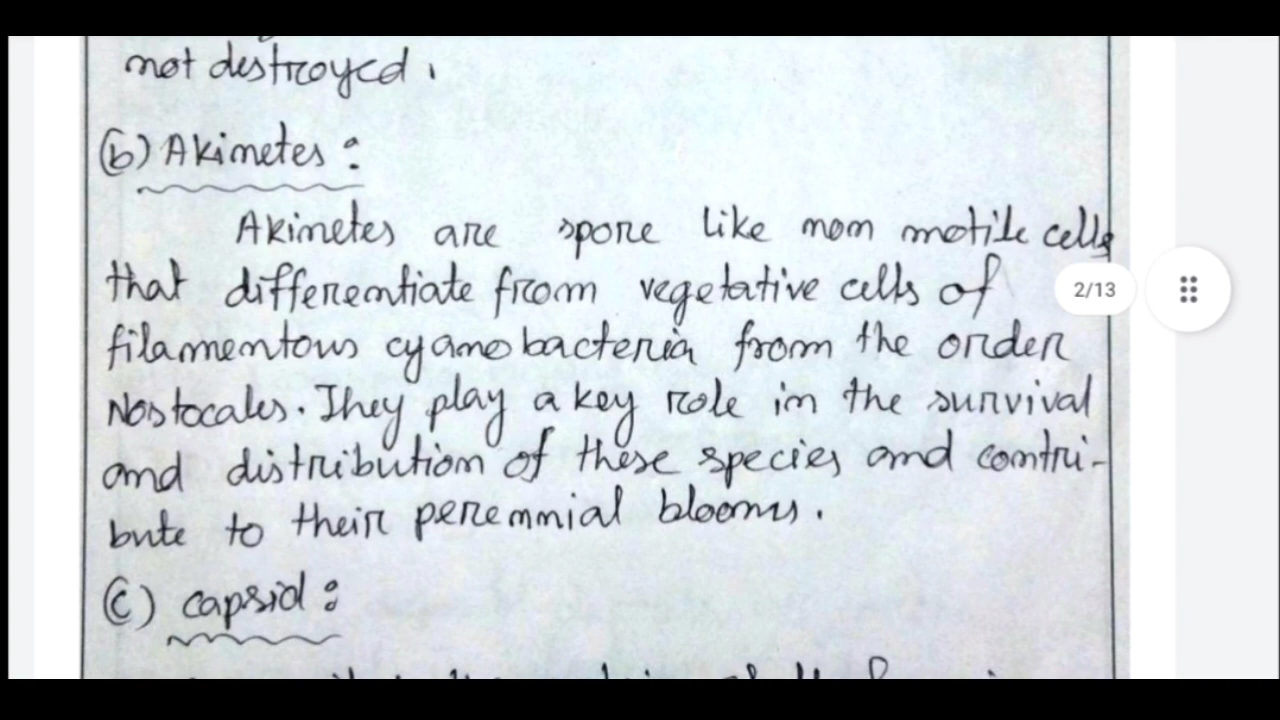 not destroyed.
(b) Akinetes :
Akinetes are spore like non motile cells
that differentiate from vegetative cells of
2/13
filamentous cyanobacteria from the order
Nostocales. They play a key role in the survival
and distribution of these species and contri-
bute to their perennial blooms.
(C) capsid :